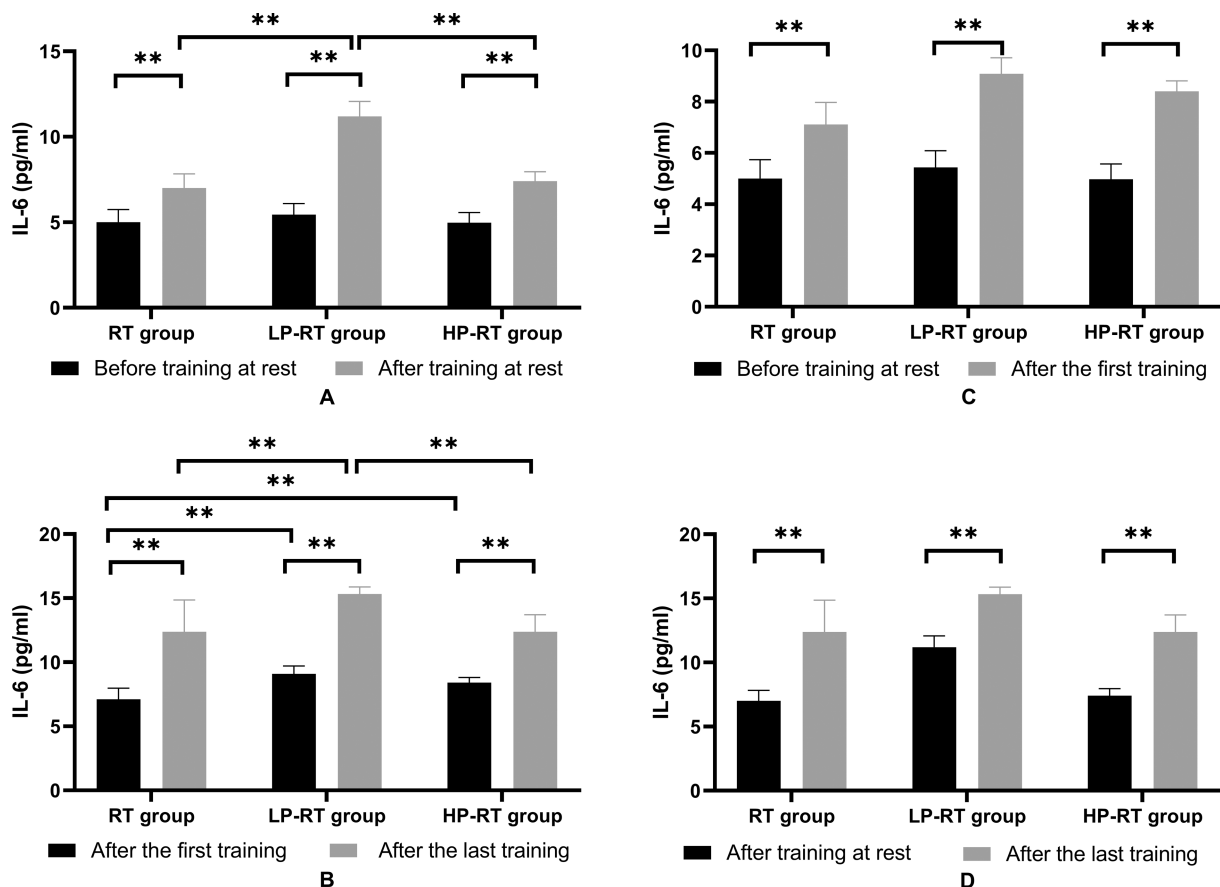 ** **
15 ** ** **
10
5
0
IL-6 (pg/ml)
RT group LP-RT group HP-RT group
Before training at rest After training at rest
A
** ** **
10
8
6
4
2
0
IL-6 (pg/ml)
RT group LP-RT group HP-RT group
Before training at rest After the first training
C
** **
**
**
** ** **
20
15
10
5
0
IL-6 (pg/ml)
RT group LP-RT group HP-RT group
After the first training After the last training
B
** ** **
20
15
10
5
0
IL-6 (pg/ml)
RT group LP-RT group HP-RT group
After training at rest After the last training
D